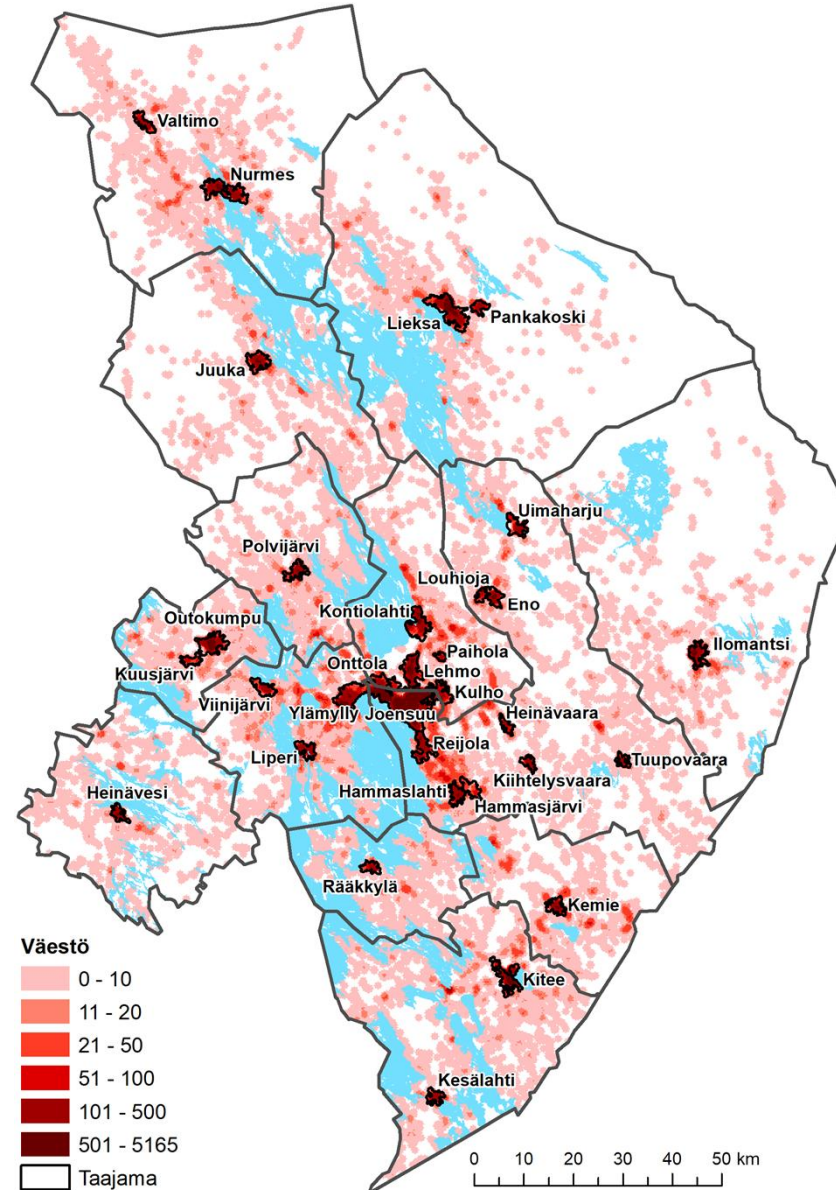 Valtimo
Nurmes
Lieksa
Pankakoski
Juuka
Uimaharju
Polvijärvi
Louhioja
Eno
Kontiolahti
Outokumpu
Ilomantsi
Paihola
Onttola
Lehmo
Kuusjärvi
Kulho
Viinijärvi
Ylämylly
Joensuu
Heinävaara
Reijola
Liperi
Tuupovaara
Kiihtelysvaara
Hammaslahti
Heinävesi
Hammasjärvi
Rääkkylä
Kemie
Kitee
Kesälahti
Väestö
0 - 10
11 - 20
21 - 50
51 - 100
101 - 500
501 - 5165
Taajama
0 10 20 30 40 50 km